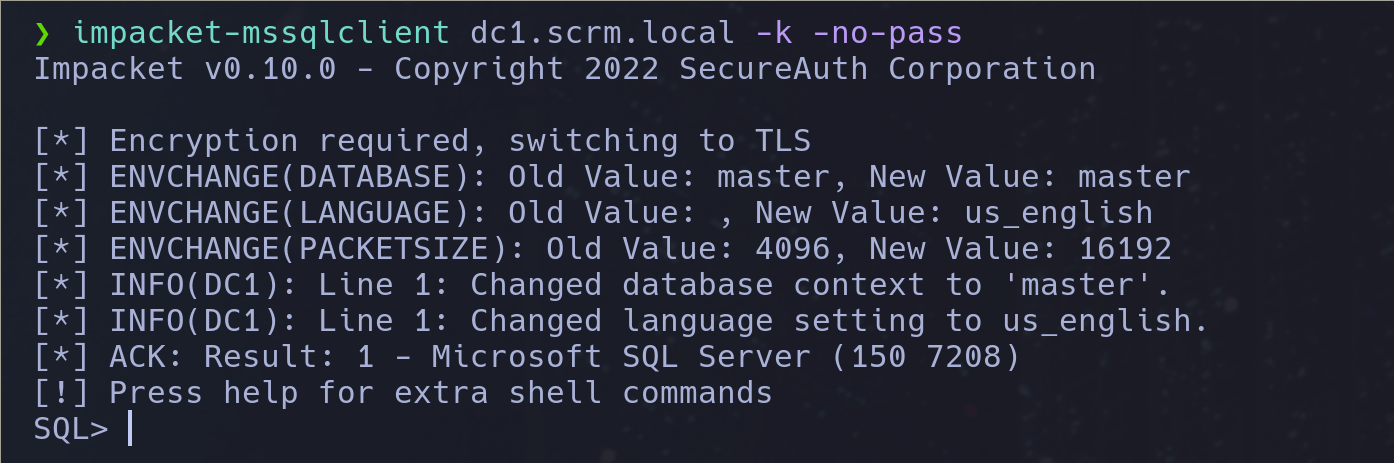 ❯ impacket-mssqlclient dc1.scrm.local -k -no-pass
Impacket v0.10.0 - Copyright 2022 SecureAuth Corporation
[*] Encryption required, switching to TLS
[*] ENVCHANGE(DATABASE): Old Value: master, New Value: master
[*] ENVCHANGE(LANGUAGE): Old Value: , New Value: us_english
[*] ENVCHANGE(PACKETSIZE): Old Value: 4096, New Value: 16192
[*] INFO(DC1): Line 1: Changed database context to 'master'.
[*] INFO(DC1): Line 1: Changed language setting to us_english.
[*] ACK: Result: 1 - Microsoft SQL Server (150 7208)
[!] Press help for extra shell commands
SQL>